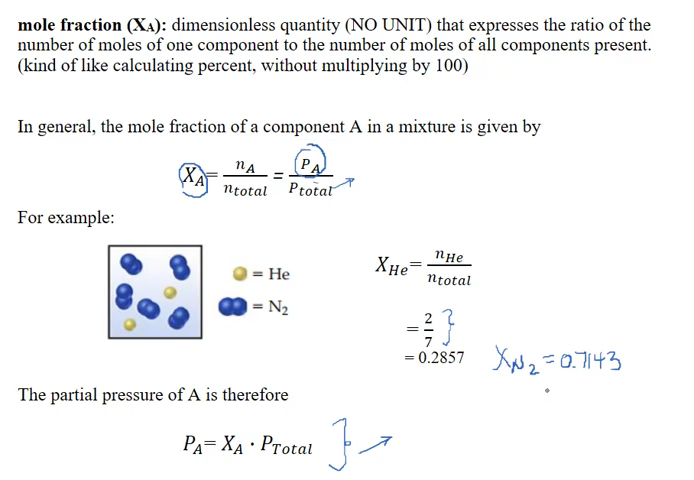 mole fraction (XA): dimensionless quantity (NO UNIT) that expresses the ratio of the
number of moles of one component to the number of moles of all components present.
(kind of like calculating percent, without multiplying by 100)
In general, the mole fraction of a component A in a mixture is given by
XA = nA / ntotal = PA / Ptotal
For example:
= He
= N2
XHe = nHe / ntotal
= 2/7
= 0.2857
XN2 = 0.7143
The partial pressure of A is therefore
PA = XA · PTotal